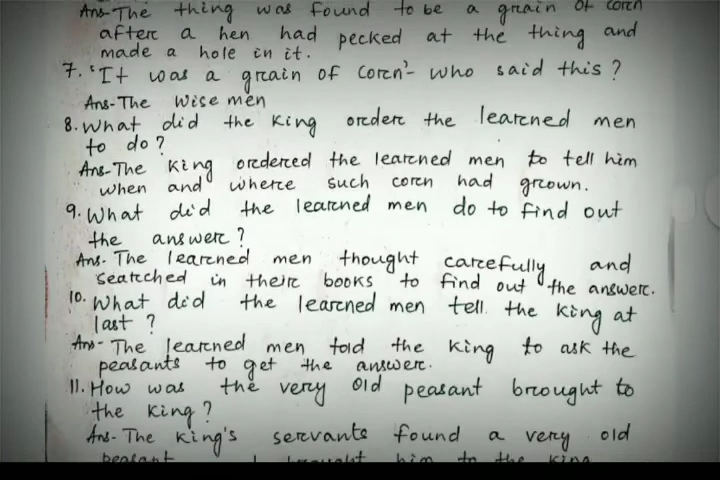 Ans-The thing was found to be a grain of corn
after a hen had pecked at the thing and
made a hole in it.
7. 'It was a grain of corn'- who said this?
Ans-The wise men
8. What did the king order the learned men
to do?
Ans-The king ordered the learned men to tell him
when and where such corn had grown.
9. What did the learned men do to find out
the answer?
Ans. The learned men thought carefully and
searched in their books to find out the answer.
10. What did the learned men tell the king at
last ?
Ans- The learned men told the king to ask the
peasants to get the answer.
11. How was the very old peasant brought to
the king?
Ans- The king's servants found a very old
peasant brought him to the king